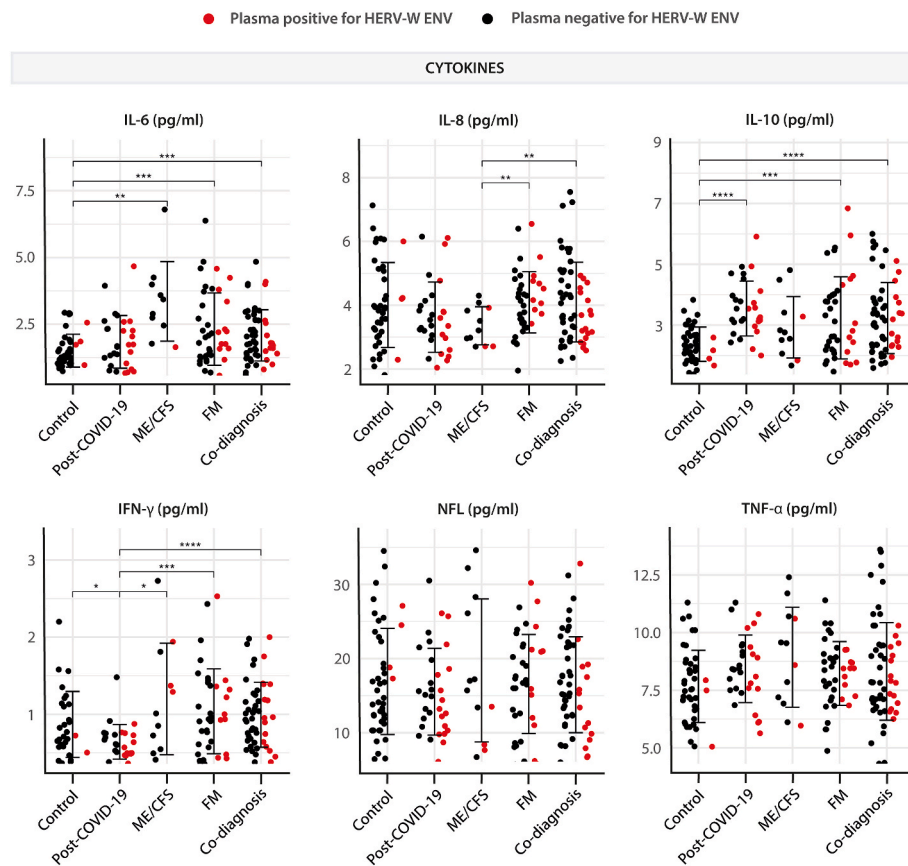 Plasma positive for HERV-W ENV Plasma negative for HERV-W ENV
CYTOKINES
IL-6 (pg/ml)
***
***
**
7.5
5.0
2.5
Control
Post-COVID-19
ME/CFS
FM
Co-diagnosis
IL-8 (pg/ml)
**
**
8
6
4
2
Control
Post-COVID-19
ME/CFS
FM
Co-diagnosis
IL-10 (pg/ml)
9
****
***
****
7
5
3
Control
Post-COVID-19
ME/CFS
FM
Co-diagnosis
IFN-γ (pg/ml)
3
****
***
* *
2
1
Control
Post-COVID-19
ME/CFS
FM
Co-diagnosis
NFL (pg/ml)
30
20
10
Control
Post-COVID-19
ME/CFS
FM
Co-diagnosis
TNF-α (pg/ml)
12.5
10.0
7.5
5.0
Control
Post-COVID-19
ME/CFS
FM
Co-diagnosis